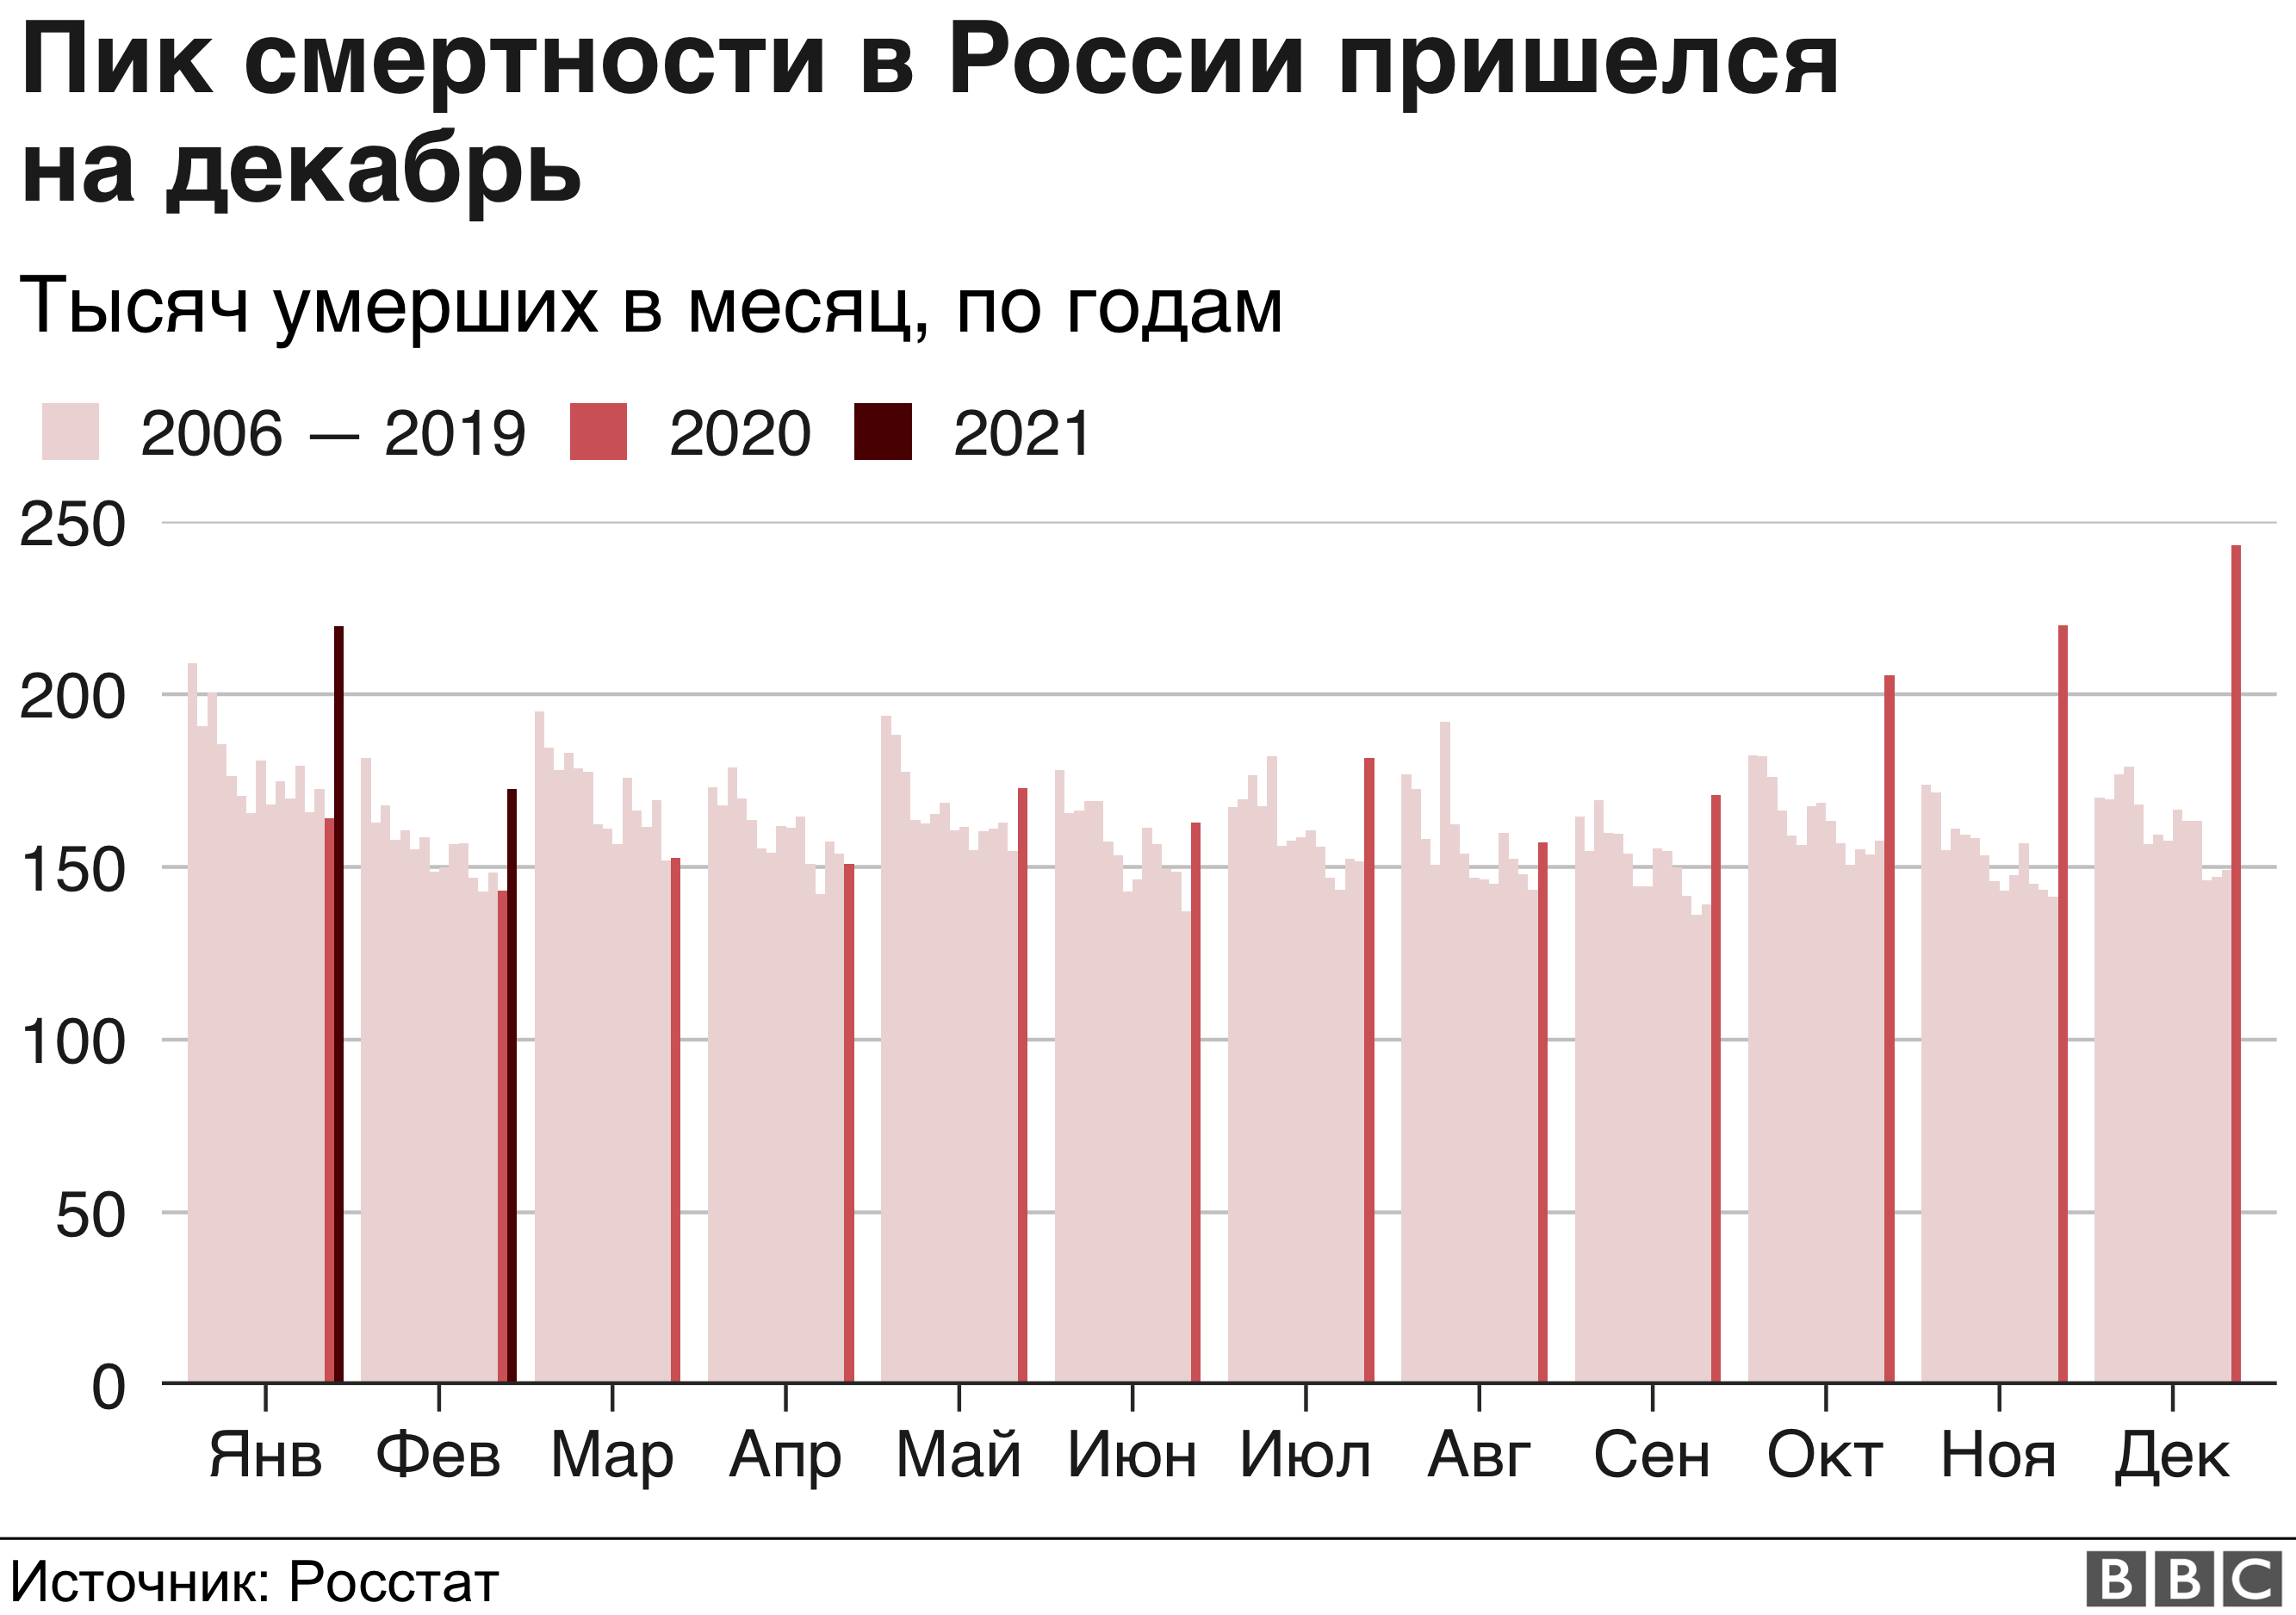 Пик смертности в России пришелся
на декабрь
Тысяч умерших в месяц, по годам
2006 — 2019 2020 2021
250
200
150
100
50
0
Янв Фев Мар Апр Май Июн Июл Авг Сен Окт Ноя Дек
Источник: Росстат BBC